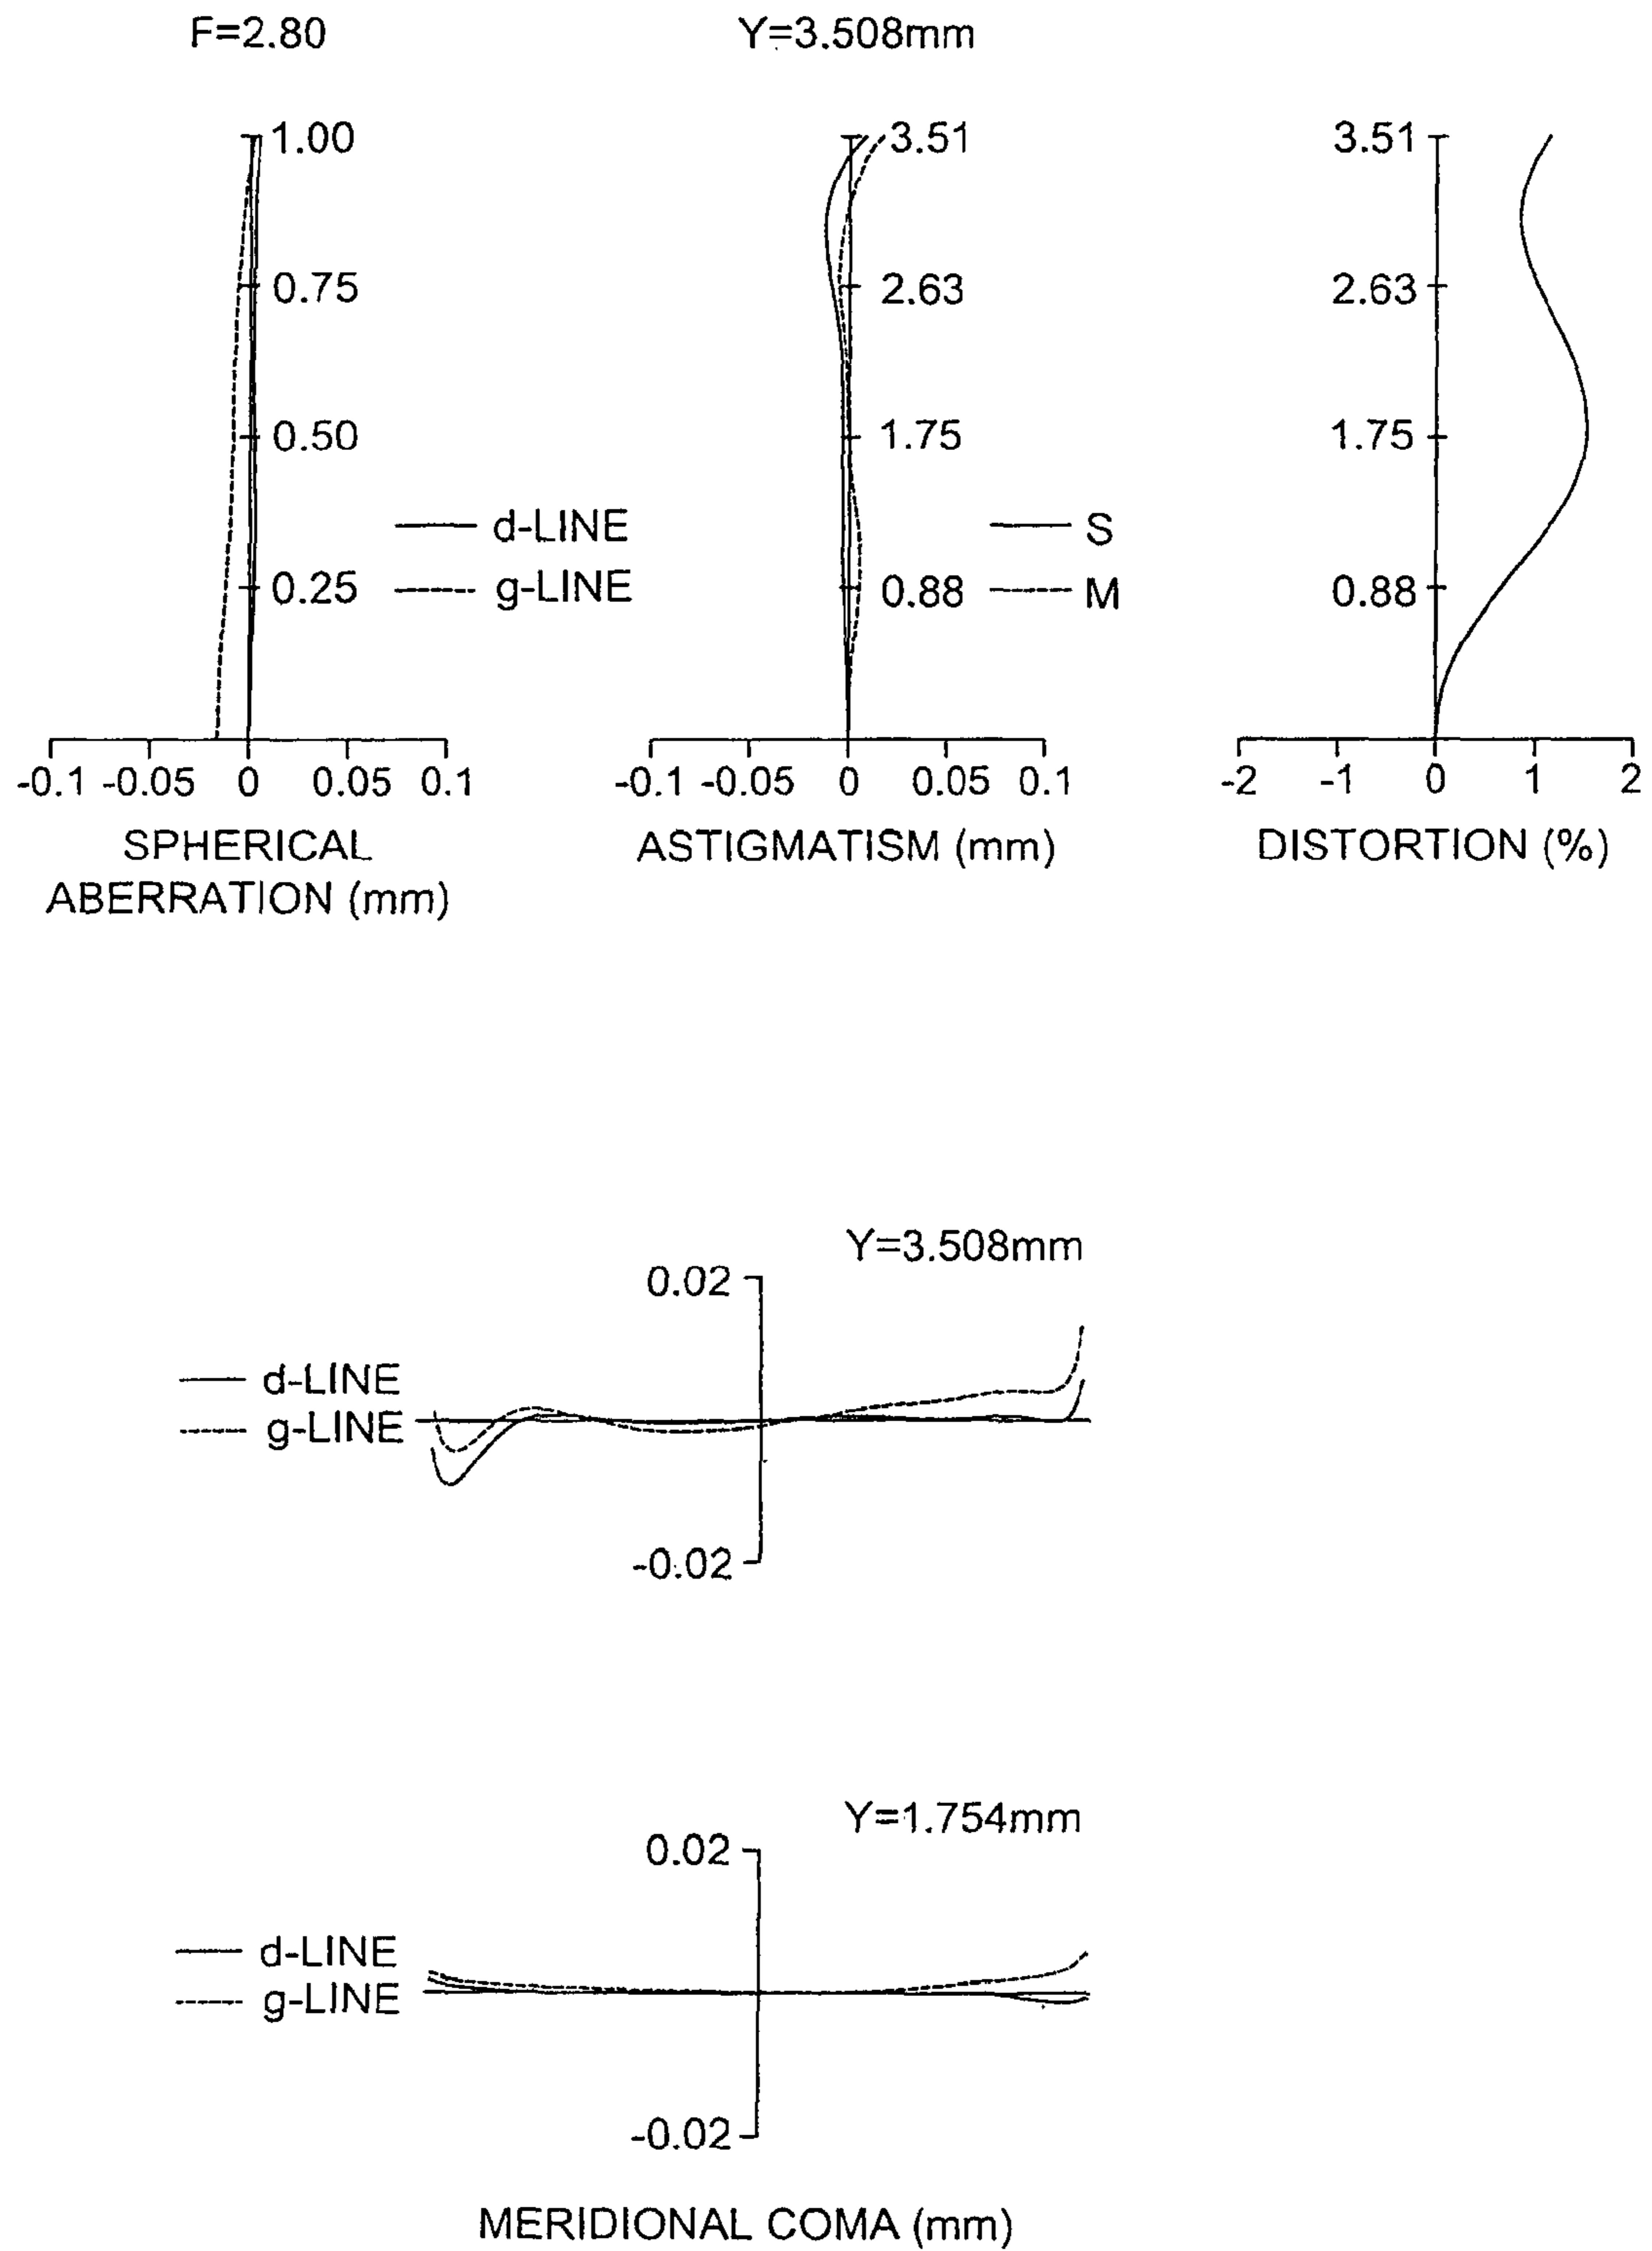 F=2.80
Y=3.508mm
1.00
0.75
0.50
0.25
d-LINE
g-LINE
-0.1 -0.05 0 0.05 0.1
SPHERICAL
ABERRATION (mm)
3.51
2.63
1.75
0.88
S
M
-0.1 -0.05 0 0.05 0.1
ASTIGMATISM (mm)
3.51
2.63
1.75
0.88
-2 -1 0 1 2
DISTORTION (%)
Y=3.508mm
0.02
d-LINE
g-LINE
-0.02
Y=1.754mm
0.02
d-LINE
g-LINE
-0.02
MERIDIONAL COMA (mm)